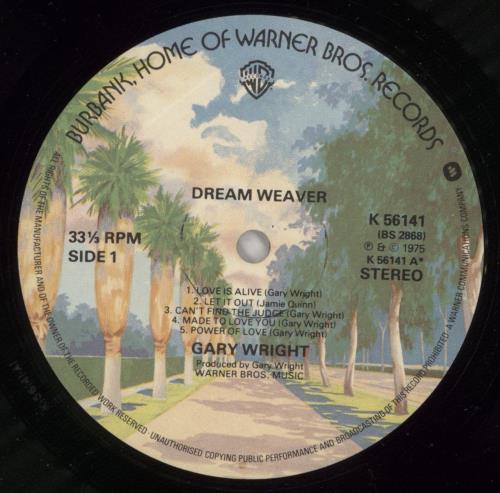 BURBANK, HOME OF WARNER BROS. RECORDS
DREAM WEAVER
33⅓ RPM
SIDE 1
K 56141
(BS 2868)
℗ & © 1975
K 56141 A*
STEREO
1. LOVE IS ALIVE (Gary Wright)
2. LET IT OUT (Jamie Quinn)
3. CAN'T FIND THE JUDGE (Gary Wright)
4. MADE TO LOVE YOU (Gary Wright)
5. POWER OF LOVE (Gary Wright)
GARY WRIGHT
Produced by Gary Wright
WARNER BROS. MUSIC
ALL RIGHTS OF THE MANUFACTURER AND OF THE OWNER OF THE RECORDED WORK RESERVED · UNAUTHORISED COPYING PUBLIC PERFORMANCE AND BROADCASTING OF THIS RECORD PROHIBITED · A WARNER COMMUNICATIONS COMPANY